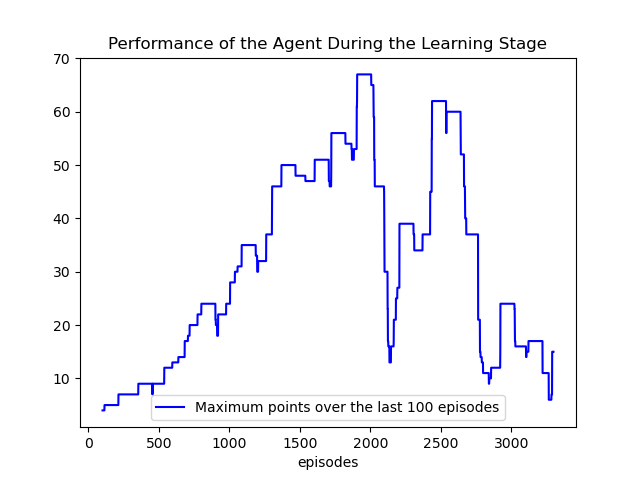 Performance of the Agent During the Learning Stage
70
60
50
40
30
20
10
Maximum points over the last 100 episodes
0 500 1000 1500 2000 2500 3000
episodes